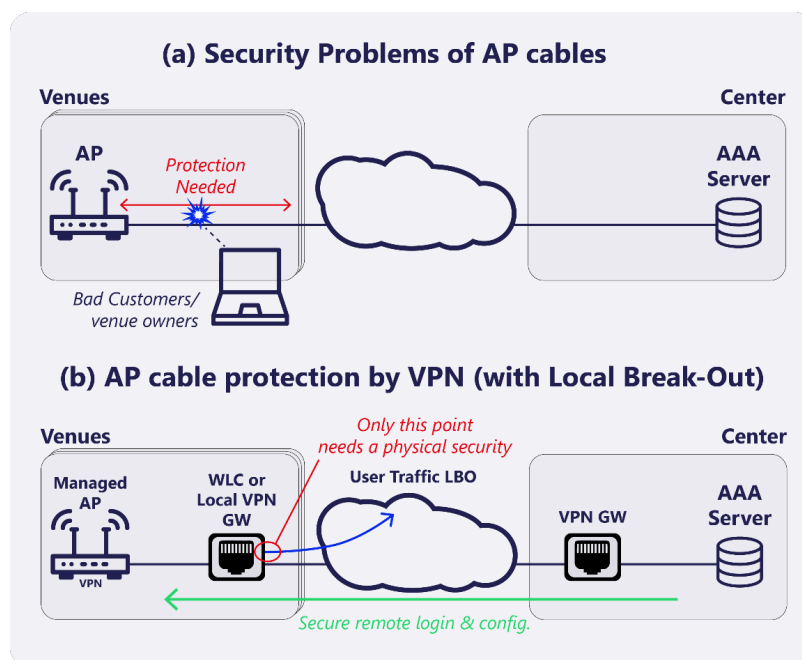 (a) Security Problems of AP cables
Venues
Center
AP
Protection
Needed
AAA
Server
Bad Customers/
venue owners
(b) AP cable protection by VPN (with Local Break-Out)
Only this point
needs a physical security
Venues
Center
Managed
AP
WLC or
Local VPN
GW
User Traffic LBO
VPN GW
AAA
Server
VPN
Secure remote login & config.